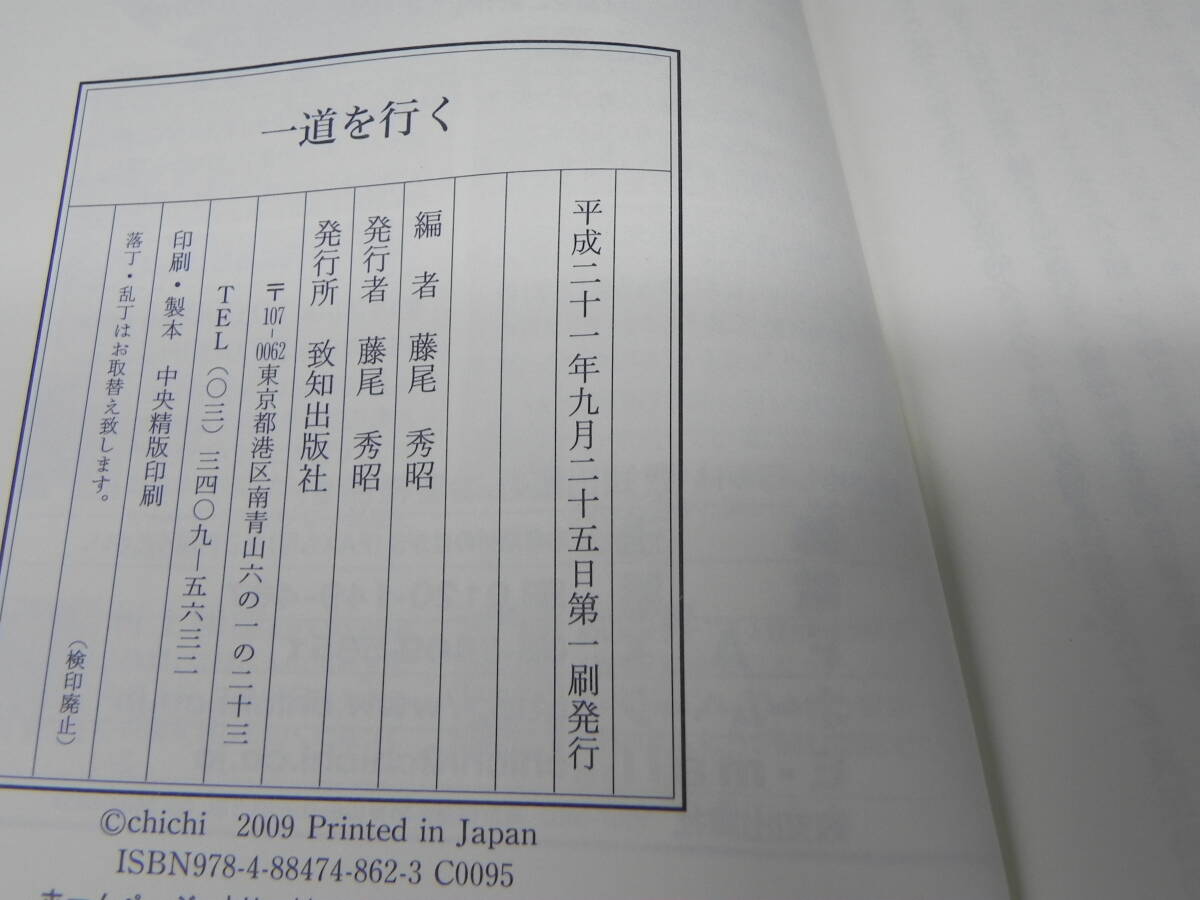 一道を行く
平成二十一年九月二十五日第一刷発行
編者 藤尾 秀昭
発行者 藤尾 秀昭
発行所 致知出版社
〒107-0062 東京都港区南青山六の一の二十三
TEL（〇三）三四〇九―五六三二
印刷・製本 中央精版印刷
落丁・乱丁はお取替え致します。
（検印廃止）
©chichi 2009 Printed in Japan
ISBN978-4-88474-862-3 C0095